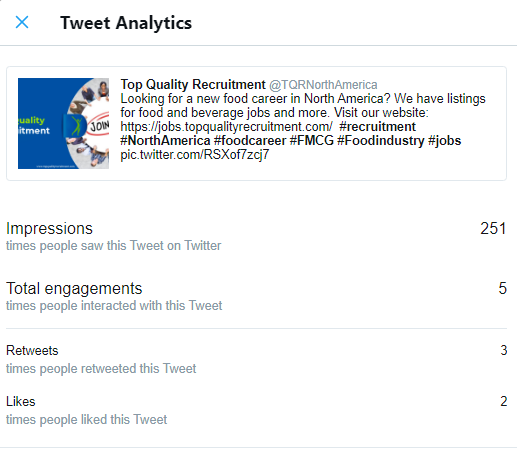 Tweet Analytics
Top Quality Recruitment @TQRNorthAmerica
Looking for a new food career in North America? We have listings
for food and beverage jobs and more. Visit our website:
https://jobs.topqualityrecruitment.com/ #recruitment
#NorthAmerica #foodcareer #FMCG #Foodindustry #jobs
pic.twitter.com/RSXof7zcj7
uality
itment
JOIN
Impressions 251
times people saw this Tweet on Twitter
Total engagements 5
times people interacted with this Tweet
Retweets 3
times people retweeted this Tweet
Likes 2
times people liked this Tweet